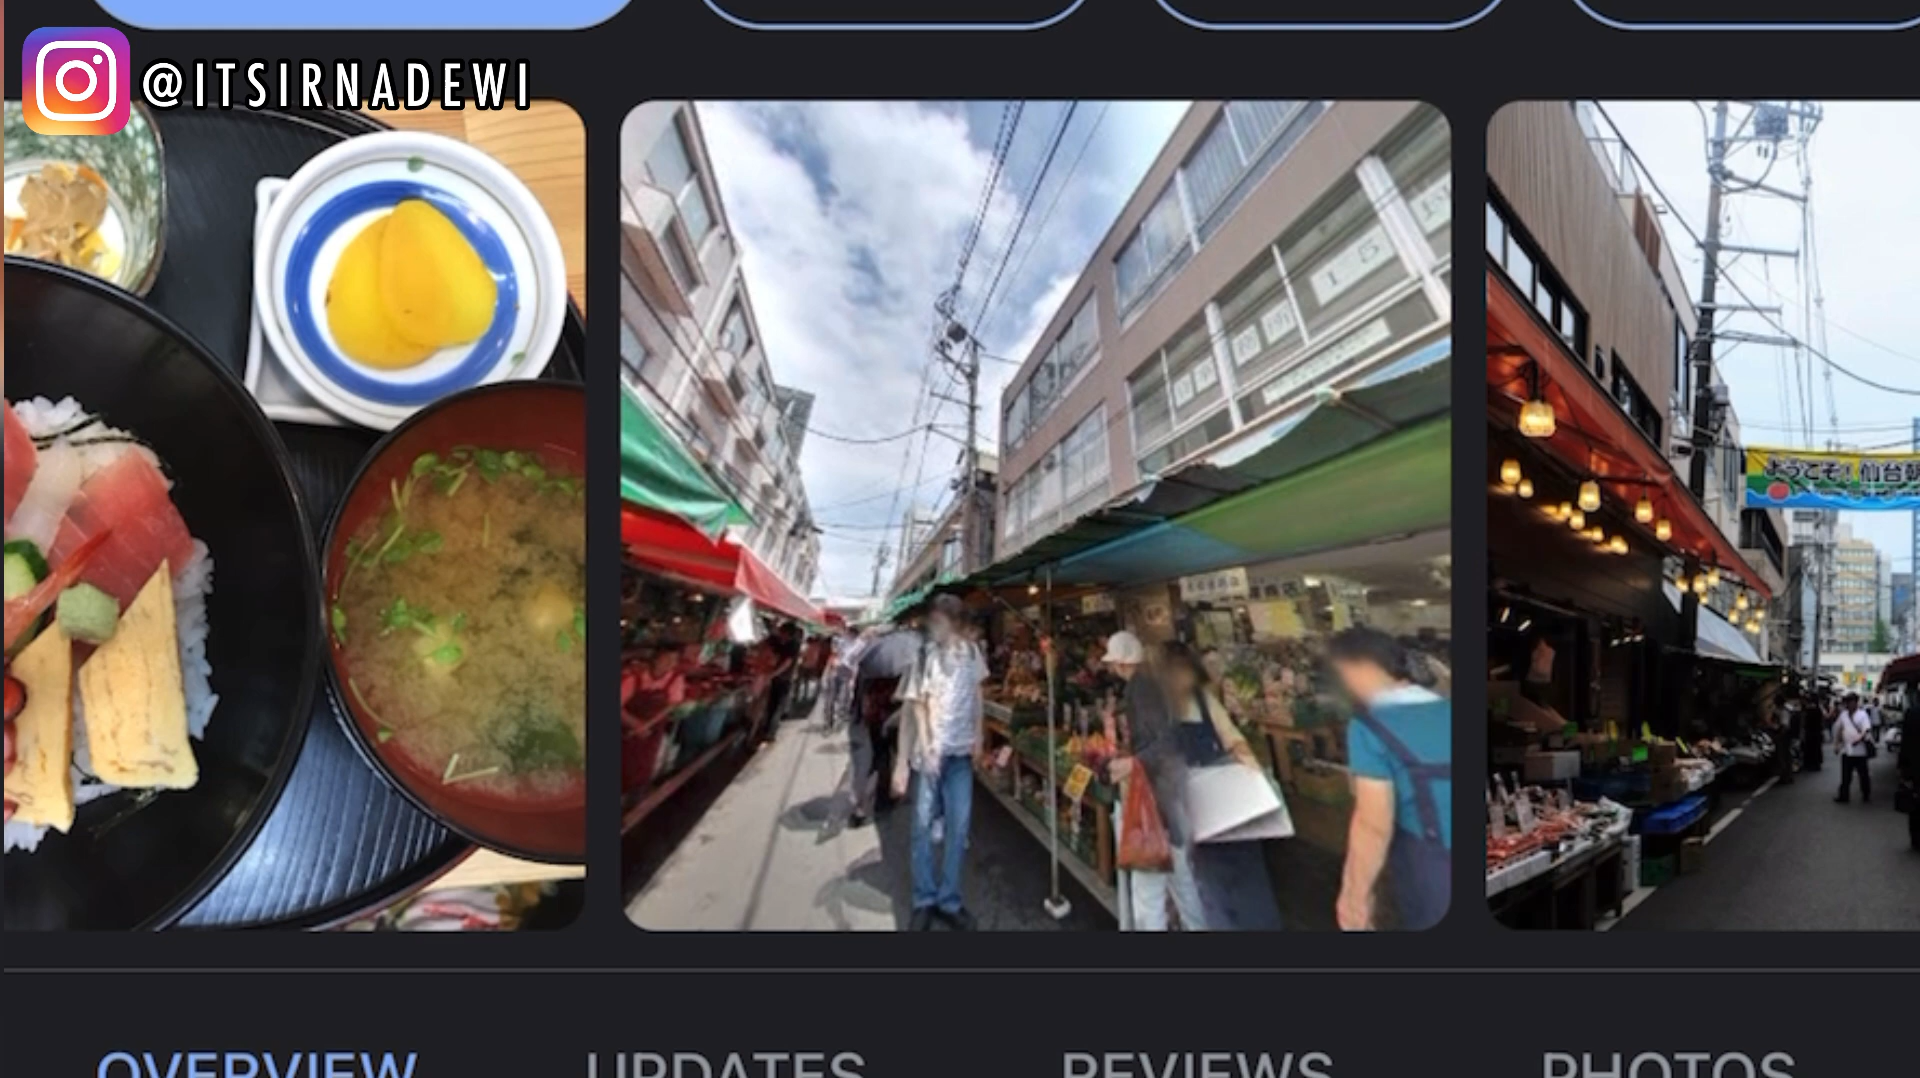 @ITSIRNADEWI
ようこそ！仙台朝
OVERVIEW
UPDATES
REVIEWS
PHOTOS